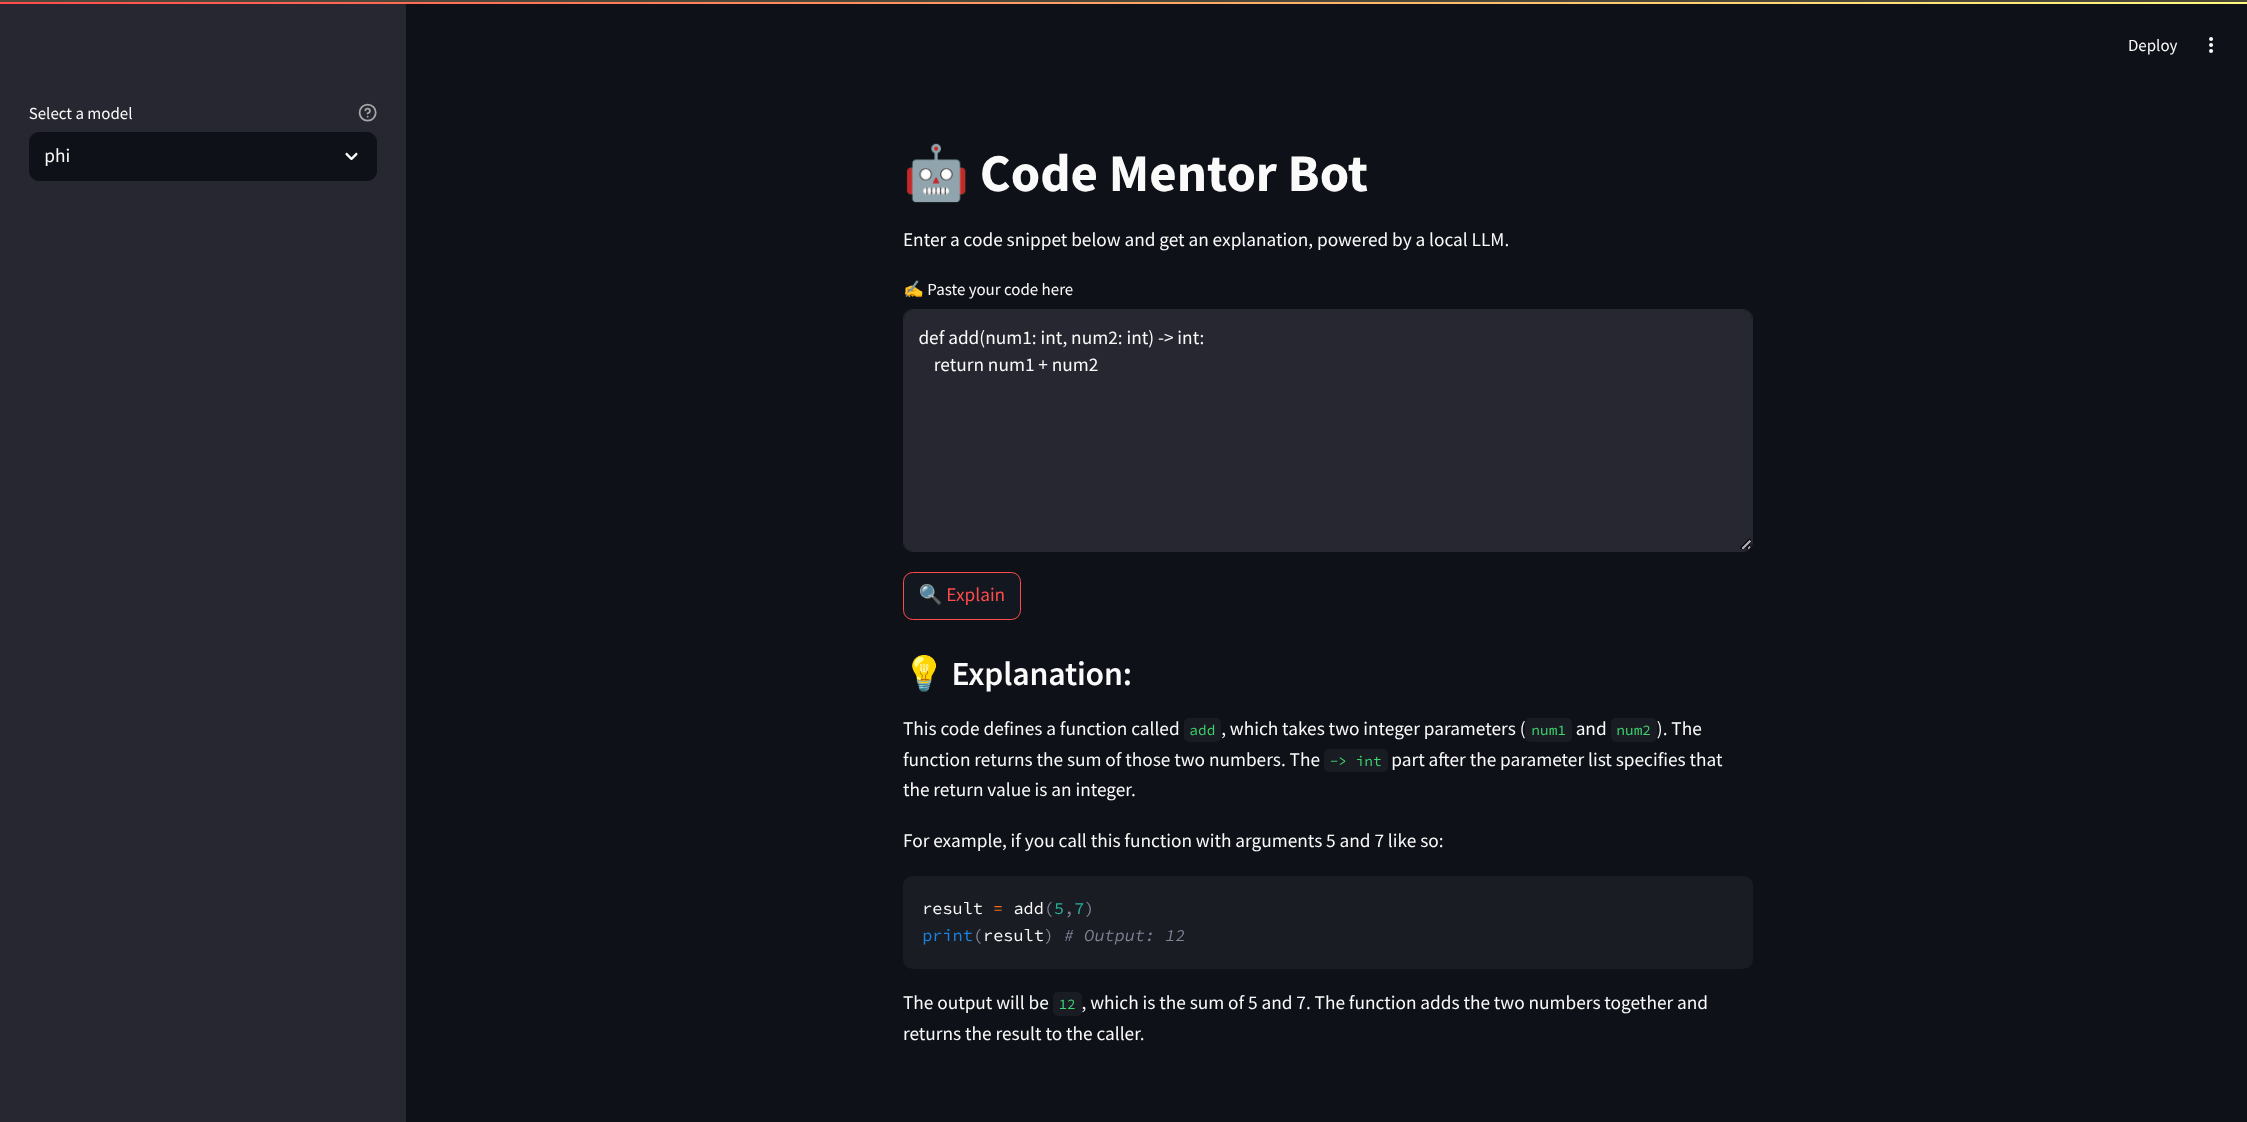 Deploy
Select a model
phi
🤖 Code Mentor Bot
Enter a code snippet below and get an explanation, powered by a local LLM.
✍️ Paste your code here
def add(num1: int, num2: int) -> int:
    return num1 + num2
🔍 Explain
💡 Explanation:
This code defines a function called add, which takes two integer parameters (num1 and num2). The
function returns the sum of those two numbers. The -> int part after the parameter list specifies that
the return value is an integer.
For example, if you call this function with arguments 5 and 7 like so:
result = add(5,7)
print(result) # Output: 12
The output will be 12, which is the sum of 5 and 7. The function adds the two numbers together and
returns the result to the caller.